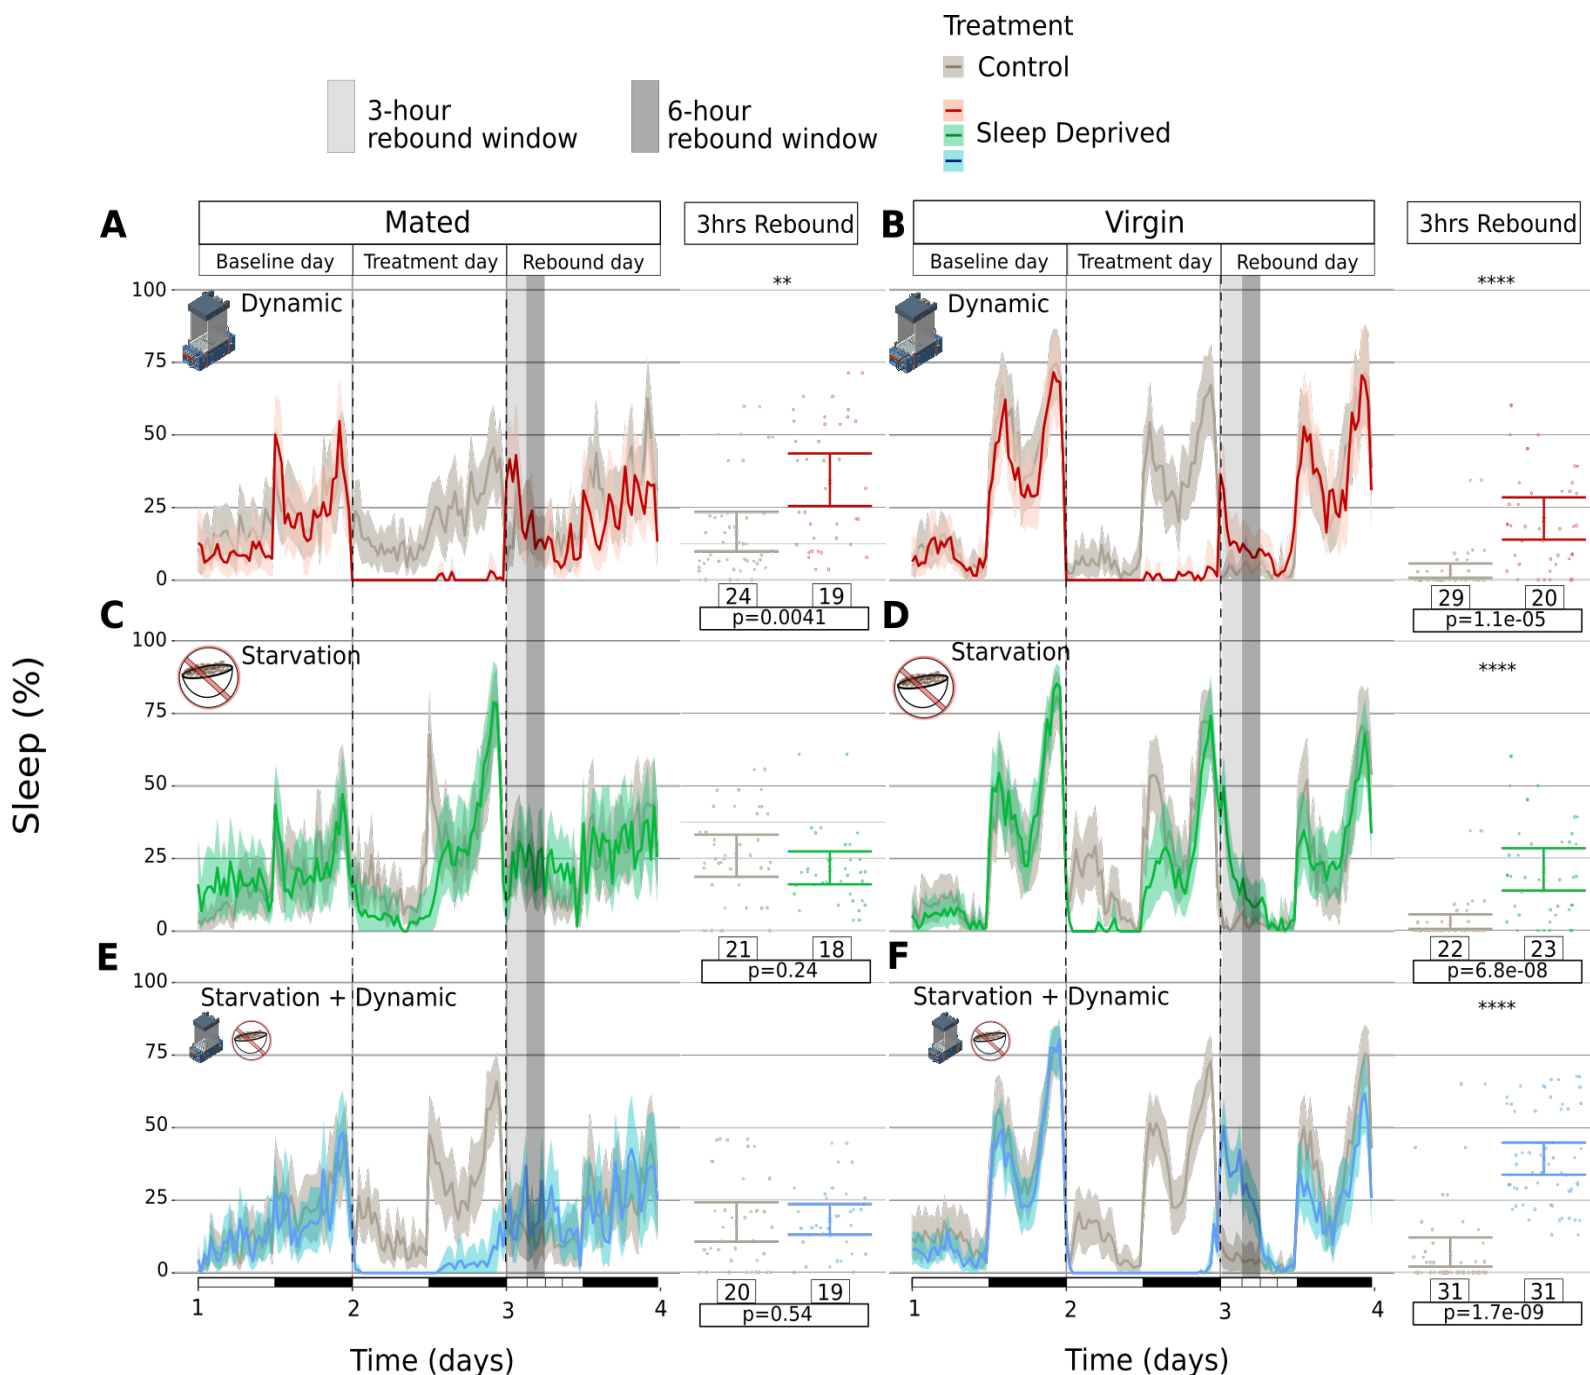 Treatment
Control
Sleep Deprived
3-hour
rebound window
6-hour
rebound window
A
Mated
3hrs Rebound
Baseline day
Treatment day
Rebound day
**
Dynamic
100
75
50
25
0
24
19
p=0.0041
B
Virgin
3hrs Rebound
Baseline day
Treatment day
Rebound day
****
Dynamic
29
20
p=1.1e-05
C
Starvation
100
75
50
25
0
21
18
p=0.24
D
Starvation
****
22
23
p=6.8e-08
E
Starvation + Dynamic
100
75
50
25
0
20
19
p=0.54
1
2
3
4
Time (days)
F
Starvation + Dynamic
****
31
31
p=1.7e-09
1
2
3
4
Time (days)
Sleep (%)